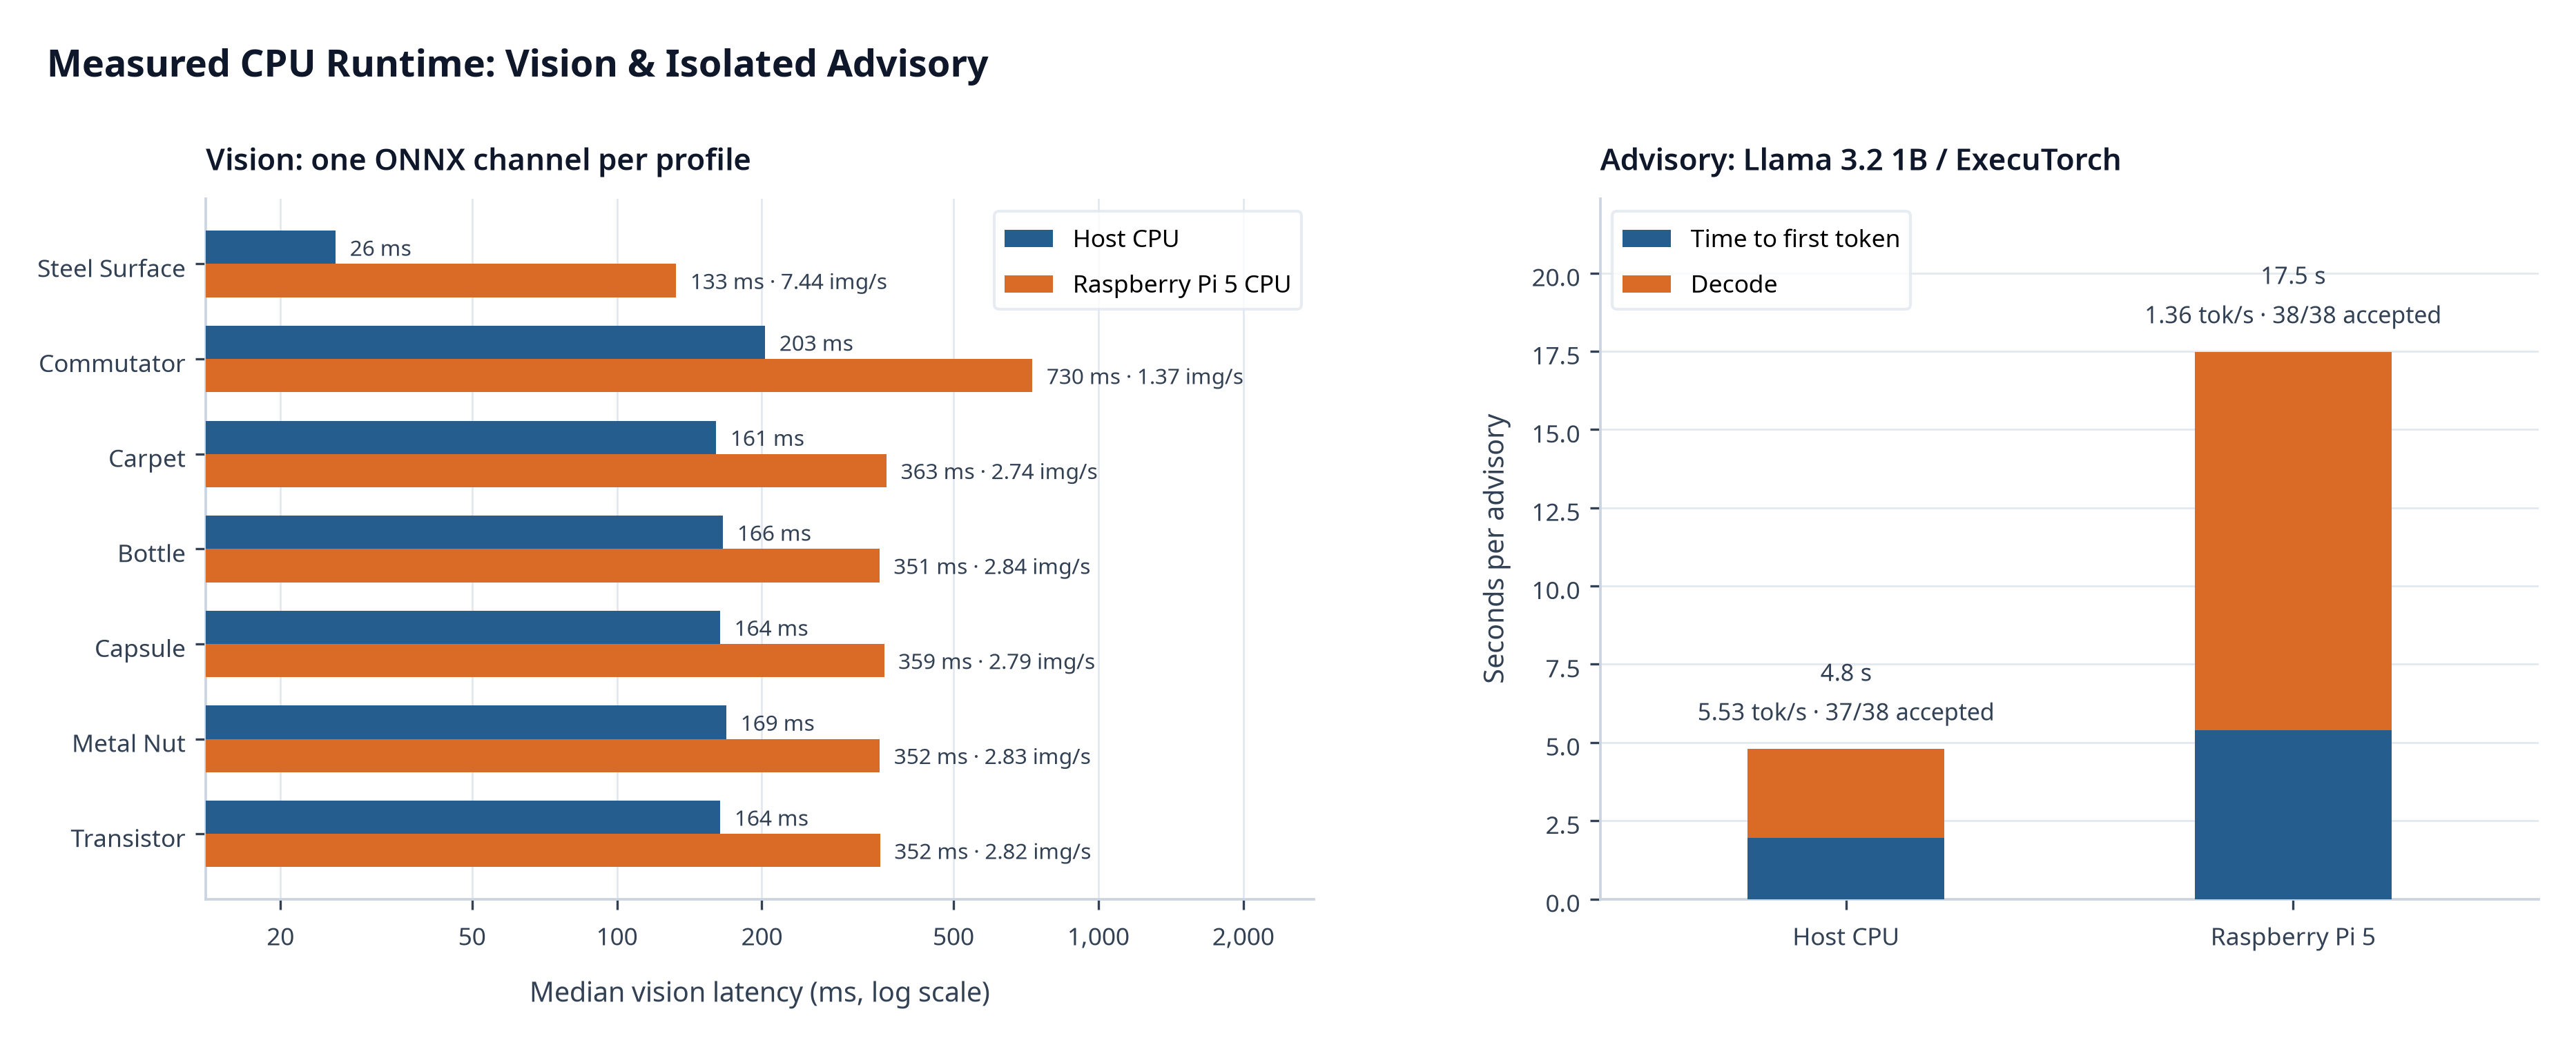 Measured CPU Runtime: Vision & Isolated Advisory
Vision: one ONNX channel per profile
Host CPU
Raspberry Pi 5 CPU
Steel Surface
26 ms
133 ms · 7.44 img/s
Commutator
203 ms
730 ms · 1.37 img/s
Carpet
161 ms
363 ms · 2.74 img/s
Bottle
166 ms
351 ms · 2.84 img/s
Capsule
164 ms
359 ms · 2.79 img/s
Metal Nut
169 ms
352 ms · 2.83 img/s
Transistor
164 ms
352 ms · 2.82 img/s
20 50 100 200 500 1,000 2,000
Median vision latency (ms, log scale)
Advisory: Llama 3.2 1B / ExecuTorch
Time to first token
Decode
Seconds per advisory
20.0
17.5
15.0
12.5
10.0
7.5
5.0
2.5
0.0
4.8 s
5.53 tok/s · 37/38 accepted
17.5 s
1.36 tok/s · 38/38 accepted
Host CPU
Raspberry Pi 5